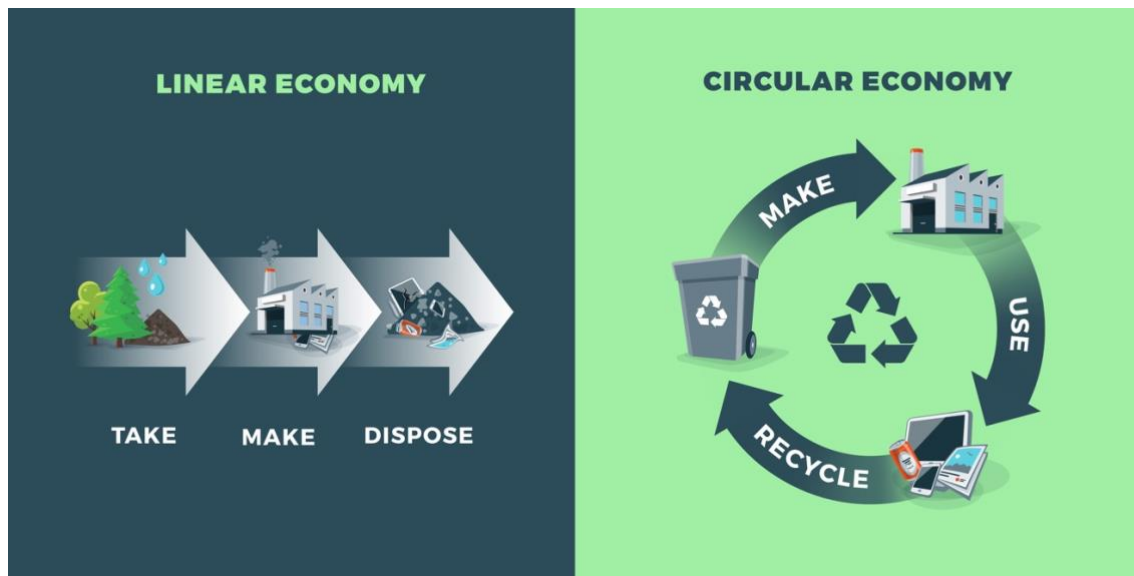 LINEAR ECONOMY
TAKE
MAKE
DISPOSE
CIRCULAR ECONOMY
MAKE
USE
RECYCLE